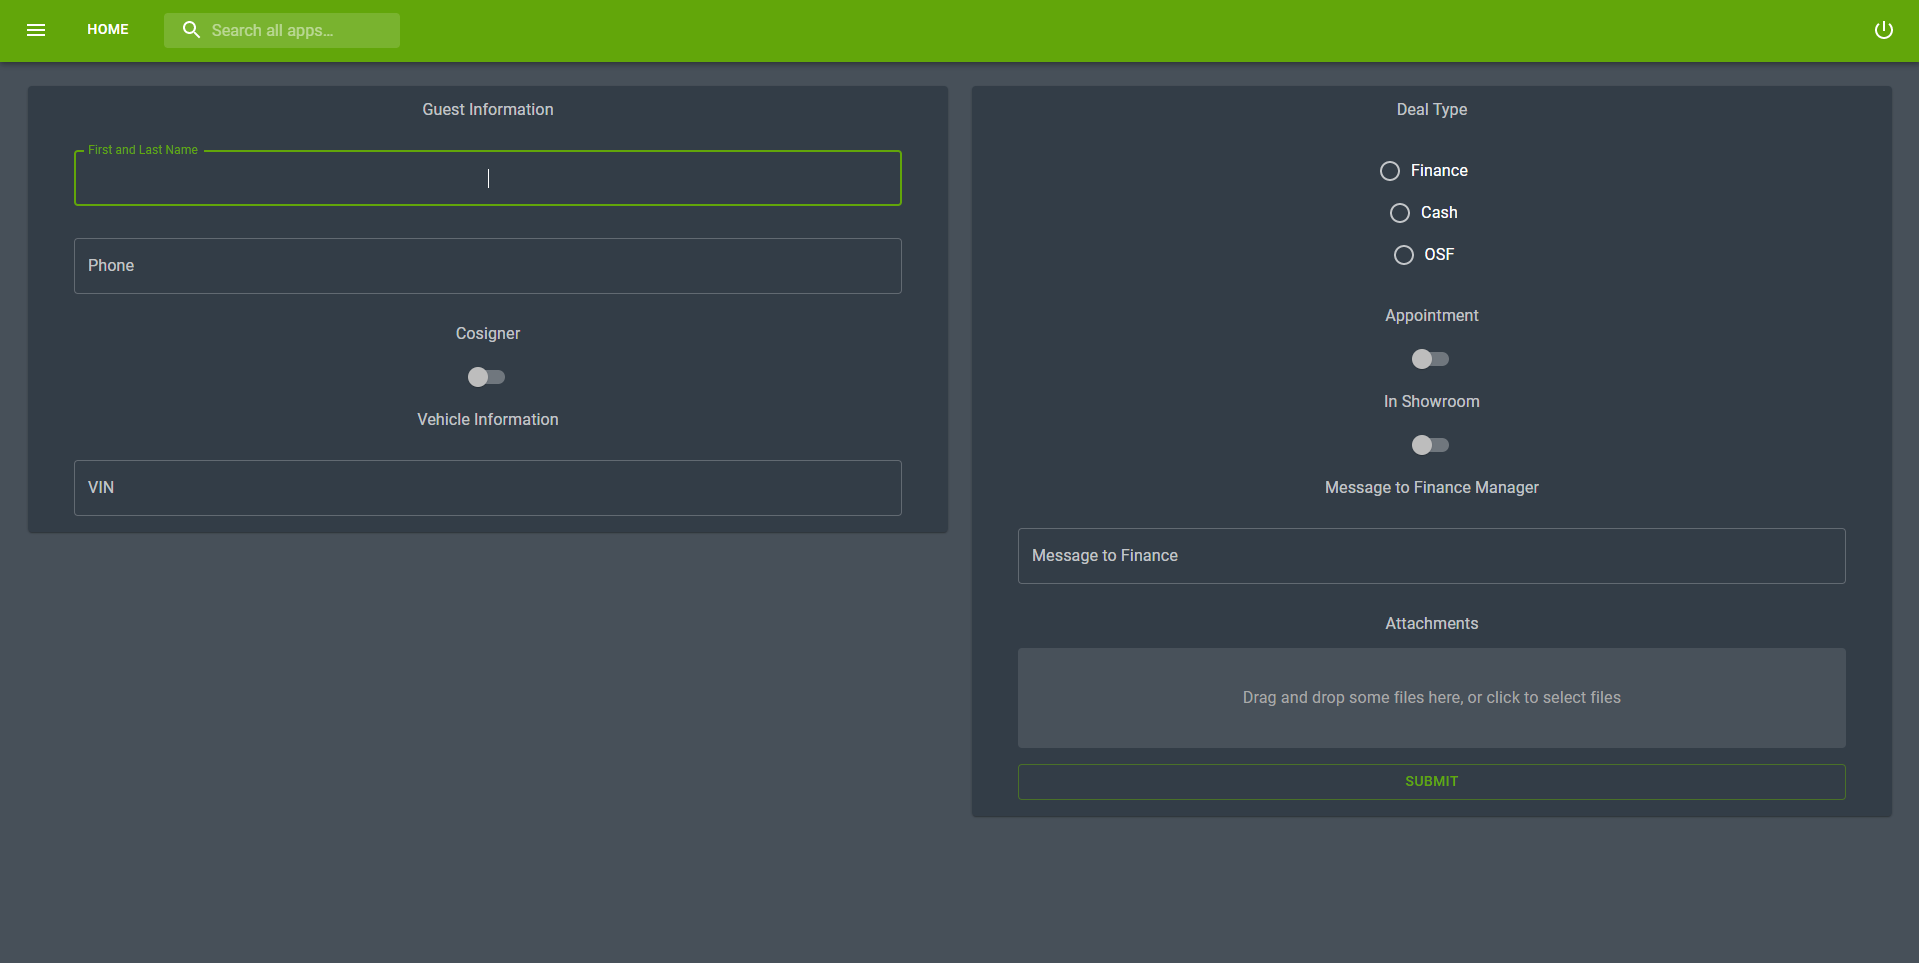 HOME
Search all apps...
Guest Information
First and Last Name
Phone
Cosigner
Vehicle Information
VIN
Deal Type
Finance
Cash
OSF
Appointment
In Showroom
Message to Finance Manager
Message to Finance
Attachments
Drag and drop some files here, or click to select files
SUBMIT